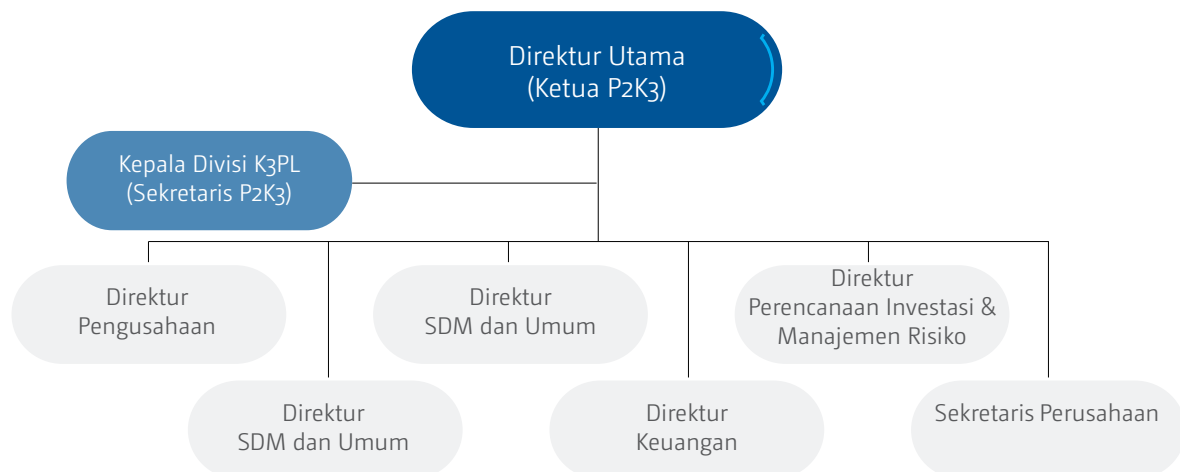 Direktur Utama
(Ketua P2K3)
Kepala Divisi K3PL
(Sekretaris P2K3)
Direktur
Pengusahaan
Direktur
SDM dan Umum
Direktur
Perencanaan Investasi &
Manajemen Risiko
Direktur
SDM dan Umum
Direktur
Keuangan
Sekretaris Perusahaan